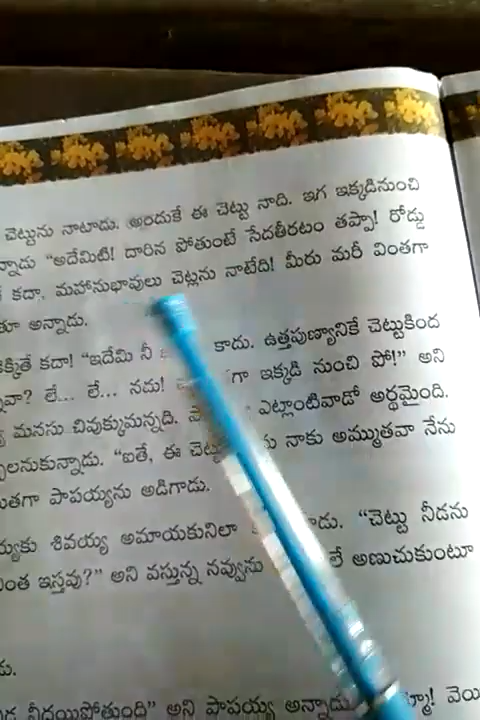 చెట్టును నాటాడు. అందుకే ఈ చెట్టు నాది. ఇగ ఇక్కడినుంచి
న్నాడు "అదేమిటి! దారిన పోతుంటే సేదతీరటం తప్పా! రోడ్డు
కదా. మహానుభావులు చెట్లను నాటేది! మీరు మరీ వింతగా
అన్నాడు.
కదా! "ఇదేమి నీ కాదు. ఉత్తపుణ్యానికే చెట్టుకింద
లే... లే... నడు! ఇక్కడ నుంచి పో!" అని
మనసు చివుక్కుమన్నది. ఎట్లాంటివాడో అర్థమైంది.
"ఐతే, ఈ నాకు అమ్ముతవా నేను
పాపయ్యను అడిగాడు.
శివయ్య అమాయకునిలా "చెట్టు నీడను
ఇస్తవు?" అని వస్తున్న నవ్వును అణుచుకుంటూ
డు.
నీదయిపోతుంది" అని పాపయ్య అన్నాడు.